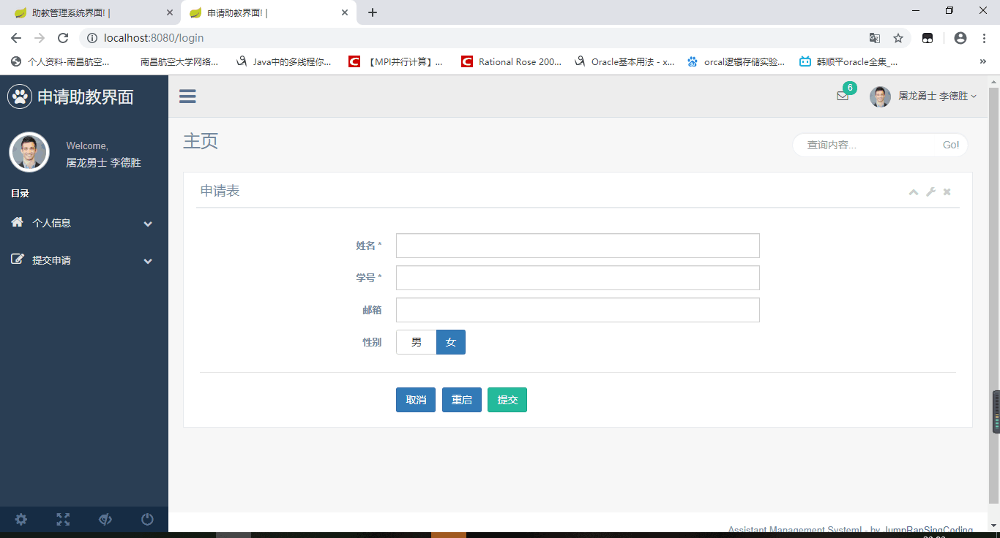 助教管理系统界面! |
申请助教界面! |
localhost:8080/login
个人资料-南昌航空...
南昌航空大学网络...
Java中的多线程你...
【MPI并行计算】...
Rational Rose 200...
Oracle基本用法 - x...
orcal逻辑存储实验...
韩顺平oracle全集_...
»
申请助教界面
6
屠龙勇士 李德胜
Welcome,
屠龙勇士 李德胜
目录
个人信息
提交申请
主页
查询内容...
Go!
申请表
姓名 *
学号 *
邮箱
性别
男
女
取消
重启
提交
Assistant Management System! - by JumpRapSingCoding